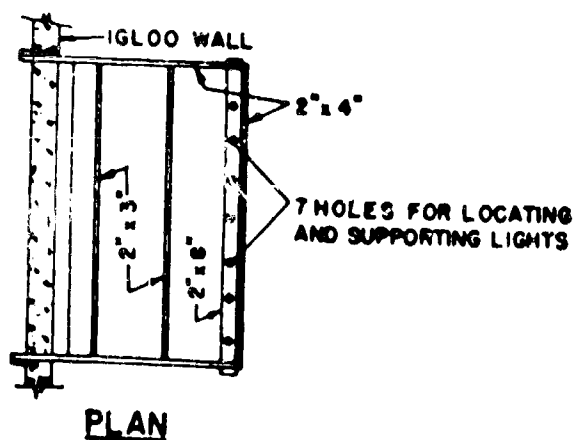 IGLOO WALL
2" x 4"
7 HOLES FOR LOCATING
AND SUPPORTING LIGHTS
2" x 3"
2" x 6"
PLAN